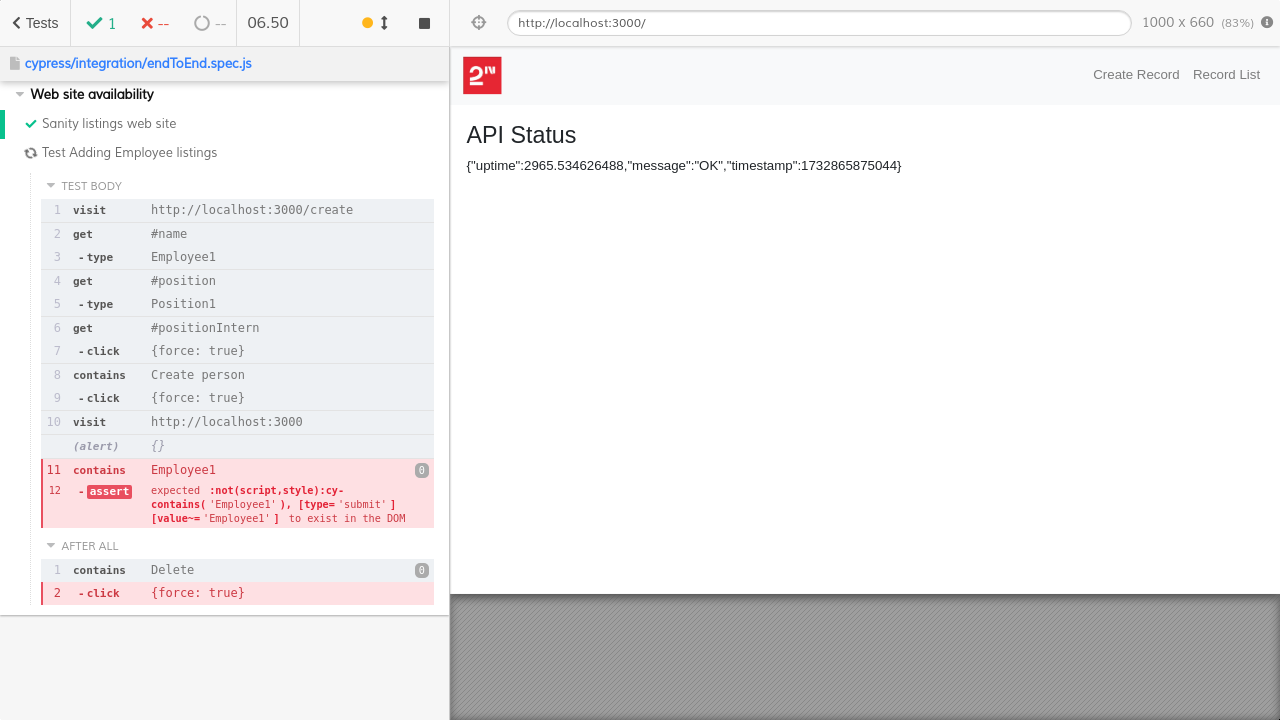 Tests 1 -- -- 06.50
http://localhost:3000/ 1000 x 660 (83%)
cypress/integration/endToEnd.spec.js
Web site availability
Sanity listings web site
Test Adding Employee listings
TEST BODY
1 visit http://localhost:3000/create
2 get #name
3 -type Employee1
4 get #position
5 -type Position1
6 get #positionIntern
7 -click {force: true}
8 contains Create person
9 -click {force: true}
10 visit http://localhost:3000
(alert) {}
11 contains Employee1 0
12 -assert expected :not(script,style):cy-
contains('Employee1'), [type='submit']
[value~='Employee1'] to exist in the DOM
AFTER ALL
1 contains Delete 0
2 -click {force: true}
2N
Create Record Record List
API Status
{"uptime":2965.534626488,"message":"OK","timestamp":1732865875044}